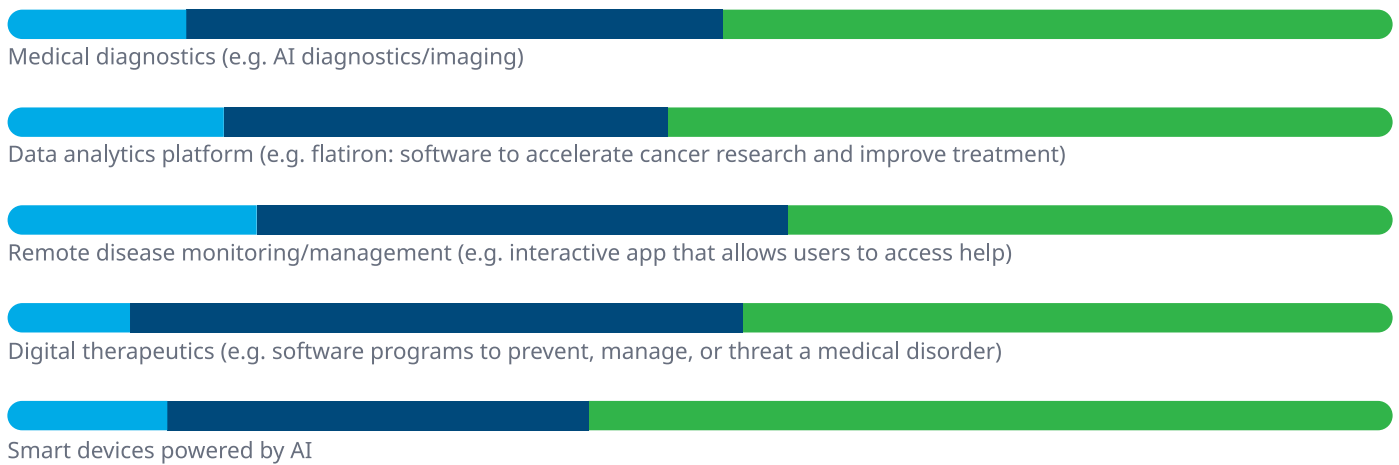 Medical diagnostics (e.g. AI diagnostics/imaging)
Data analytics platform (e.g. flatiron: software to accelerate cancer research and improve treatment)
Remote disease monitoring/management (e.g. interactive app that allows users to access help)
Digital therapeutics (e.g. software programs to prevent, manage, or threat a medical disorder)
Smart devices powered by AI